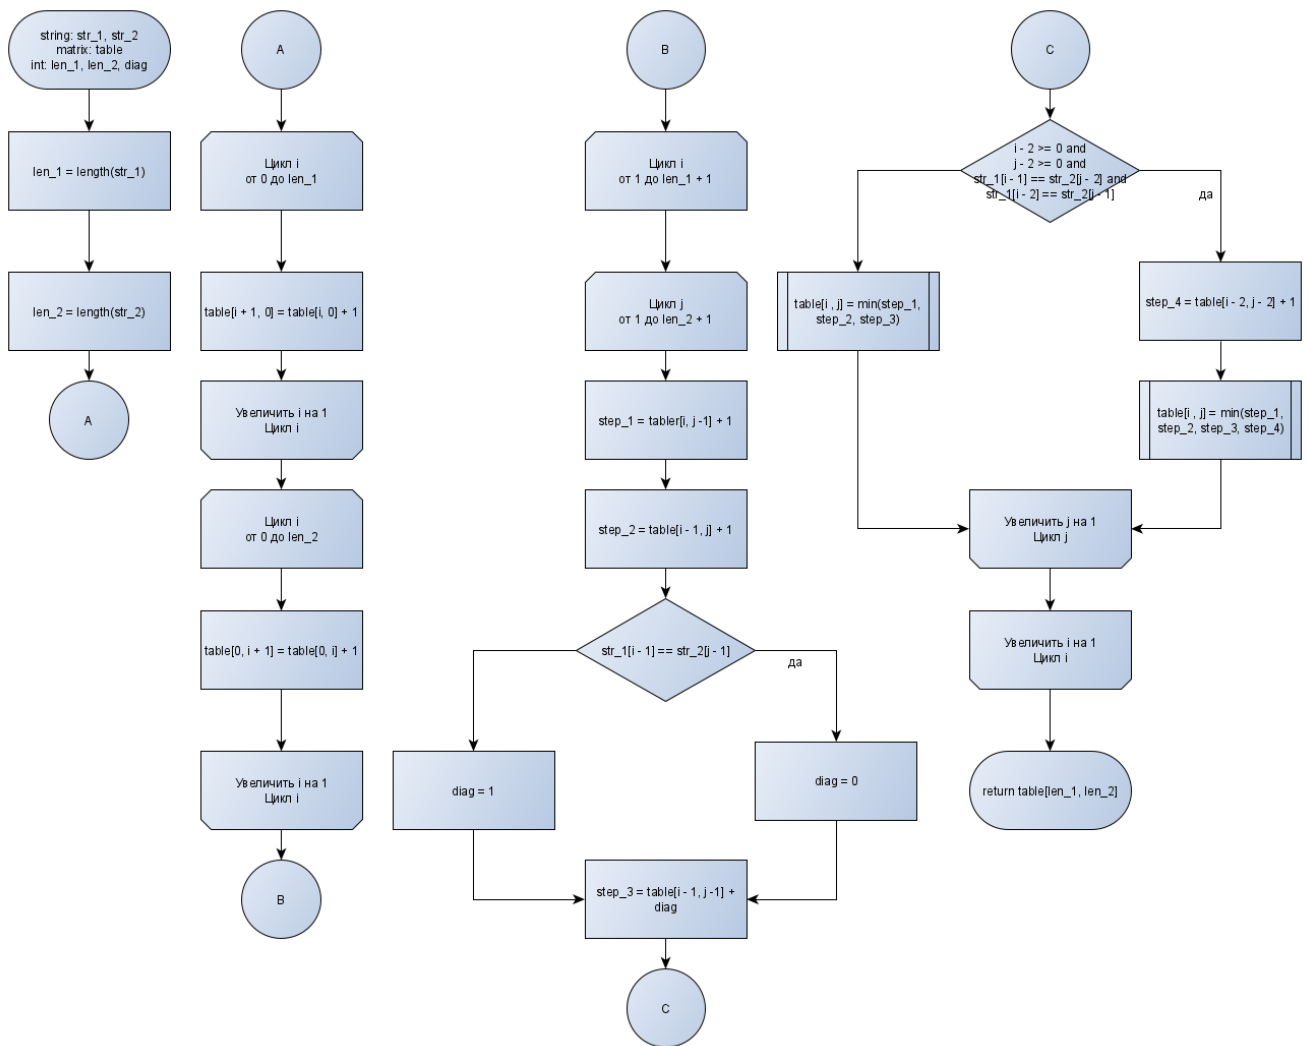 string: str_1, str_2
matrix: table
int: len_1, len_2, diag
len_1 = length(str_1)
len_2 = length(str_2)
A
A
Цикл i
от 0 до len_1
table[i + 1, 0] = table[i, 0] + 1
Увеличить i на 1
Цикл i
Цикл i
от 0 до len_2
table[0, i + 1] = table[0, i] + 1
Увеличить i на 1
Цикл i
B
B
Цикл i
от 1 до len_1 + 1
Цикл j
от 1 до len_2 + 1
step_1 = tabler[i, j -1] + 1
step_2 = table[i - 1, j] + 1
str_1[i - 1] == str_2[j - 1]
да
diag = 1
diag = 0
step_3 = table[i - 1, j -1] +
diag
C
C
i - 2 >= 0 and
j - 2 >= 0 and
str_1[i - 1] == str_2[j - 2] and
str_1[i - 2] == str_2[j - 1]
да
table[i , j] = min(step_1,
step_2, step_3)
step_4 = table[i - 2, j - 2] + 1
table[i , j] = min(step_1,
step_2, step_3, step_4)
Увеличить j на 1
Цикл j
Увеличить i на 1
Цикл i
return table[len_1, len_2]